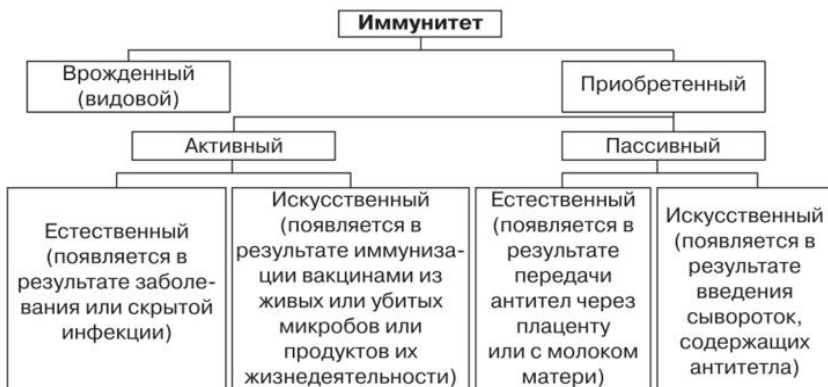 Иммунитет
Врожденный
(видовой)
Приобретенный
Активный
Пассивный
Естественный
(появляется в
результате заболе-
вания или скрытой
инфекции)
Искусственный
(появляется в
результате иммуниза-
ции вакцинами из
живых или убитых
микробов или
продуктов их
жизнедеятельности)
Естественный
(появляется в
результате
передачи
антител через
плаценту
или с молоком
матери)
Искусственный
(появляется в
результате
введения
сывороток,
содержащих
антитетла)